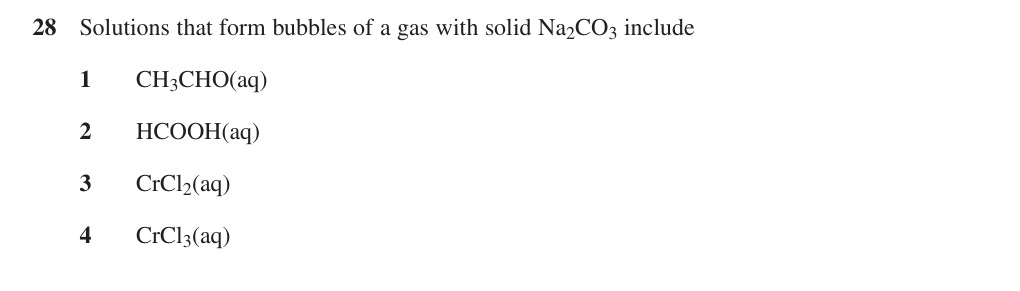 28 Solutions that form bubbles of a gas with solid Na₂CO₃ include
1 CH₃CHO(aq)
2 HCOOH(aq)
3 CrCl₂(aq)
4 CrCl₃(aq)